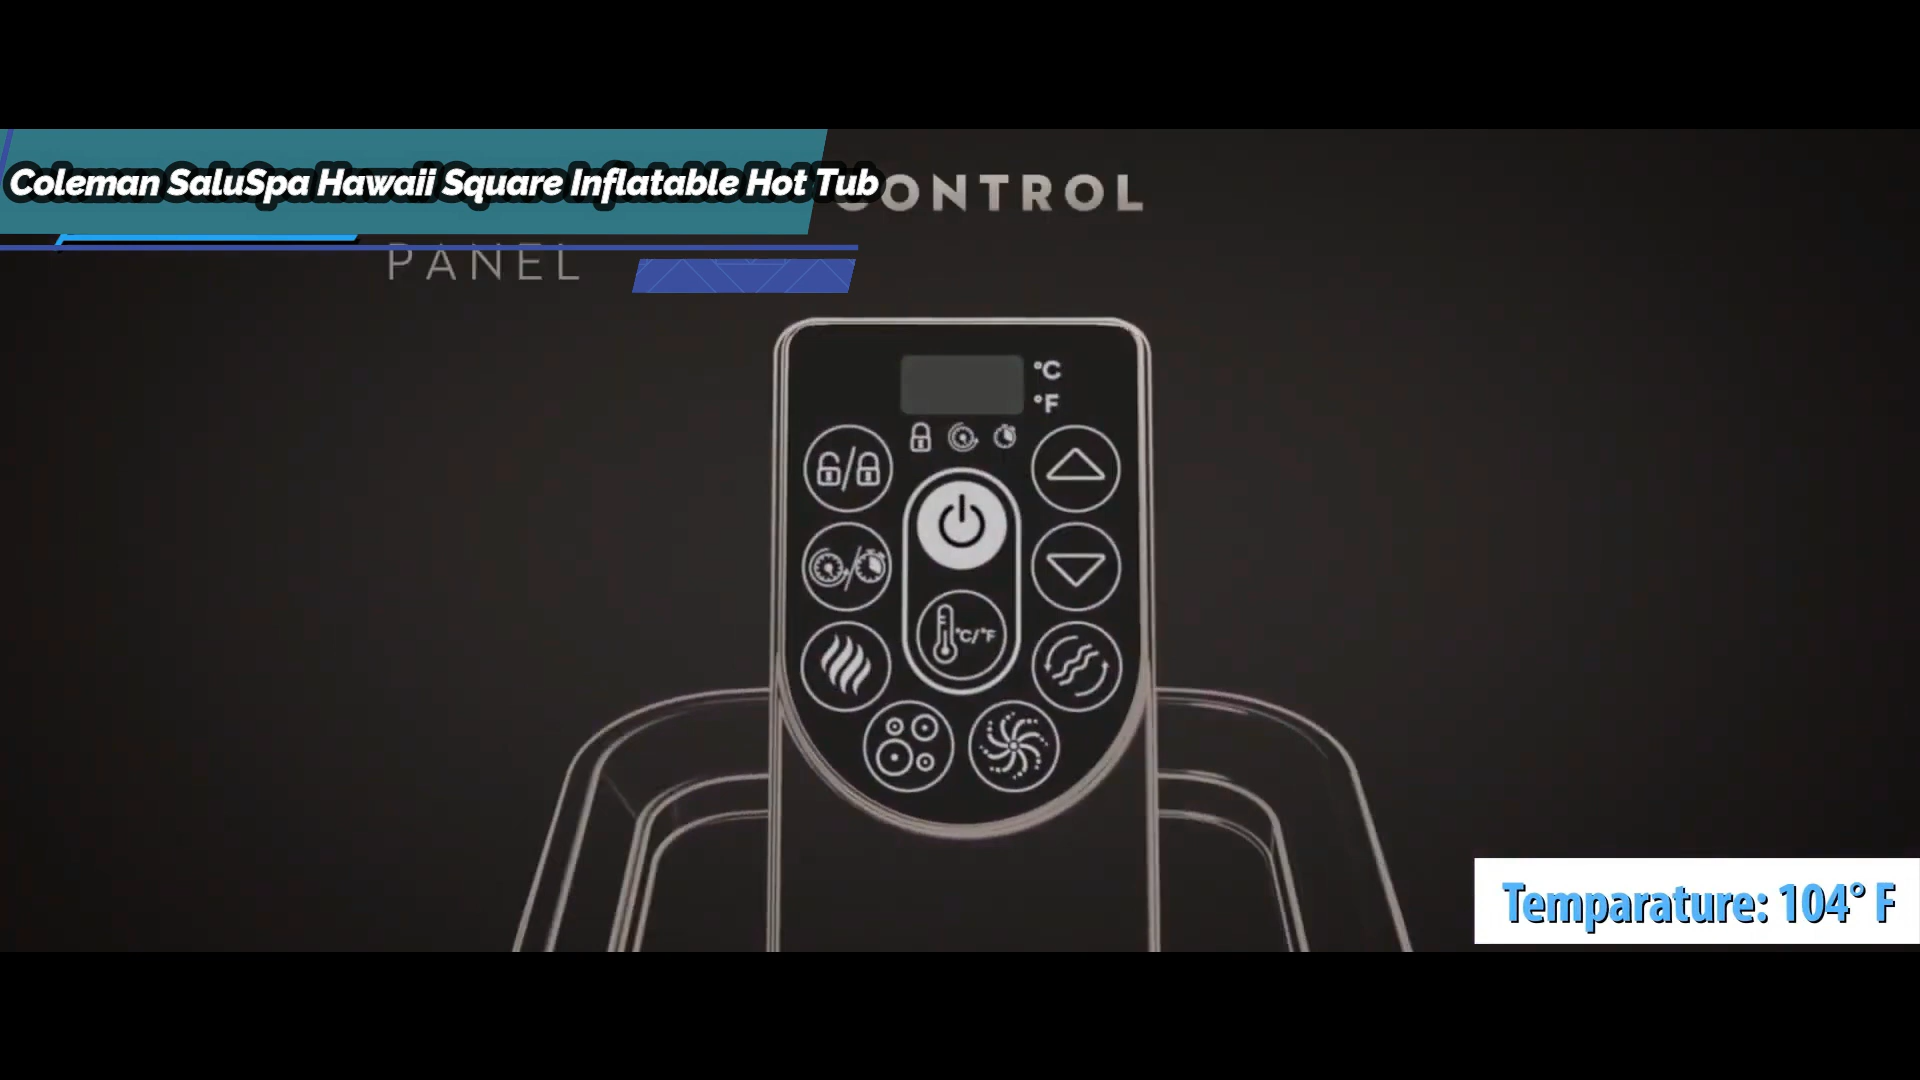 Coleman SaluSpa Hawaii Square Inflatable Hot Tub
CONTROL
PANEL
°C
°F
°C/°F
Temparature: 104° F